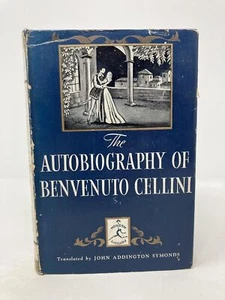 The
AUTOBIOGRAPHY OF
BENVENUTO CELLINI
Translated by JOHN ADDINGTON SYMONDS